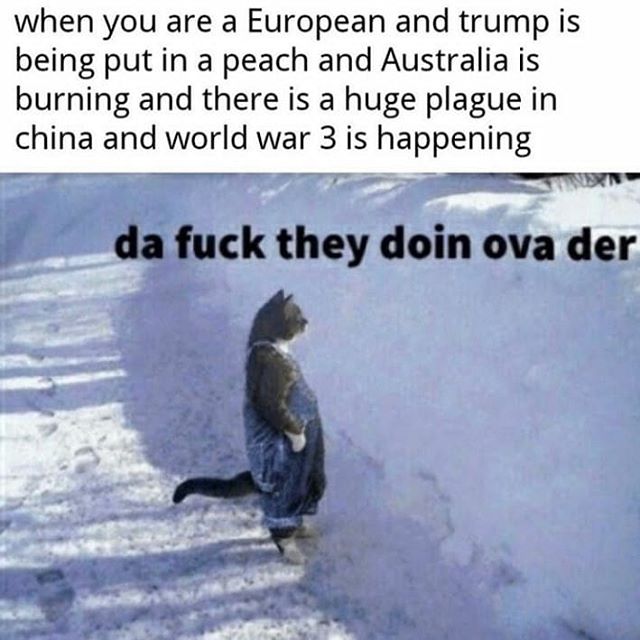 when you are a European and trump is
being put in a peach and Australia is
burning and there is a huge plague in
china and world war 3 is happening
da fuck they doin ova der